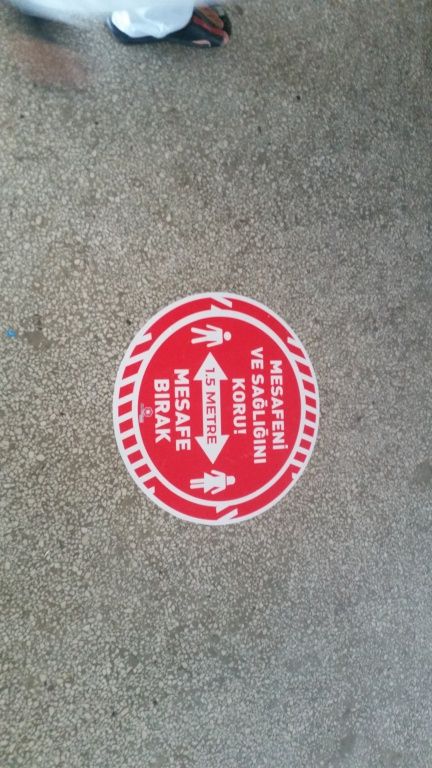 MESAFENİ
VE SAĞLIĞINI
KORU!
1.5 METRE
MESAFE
BIRAK